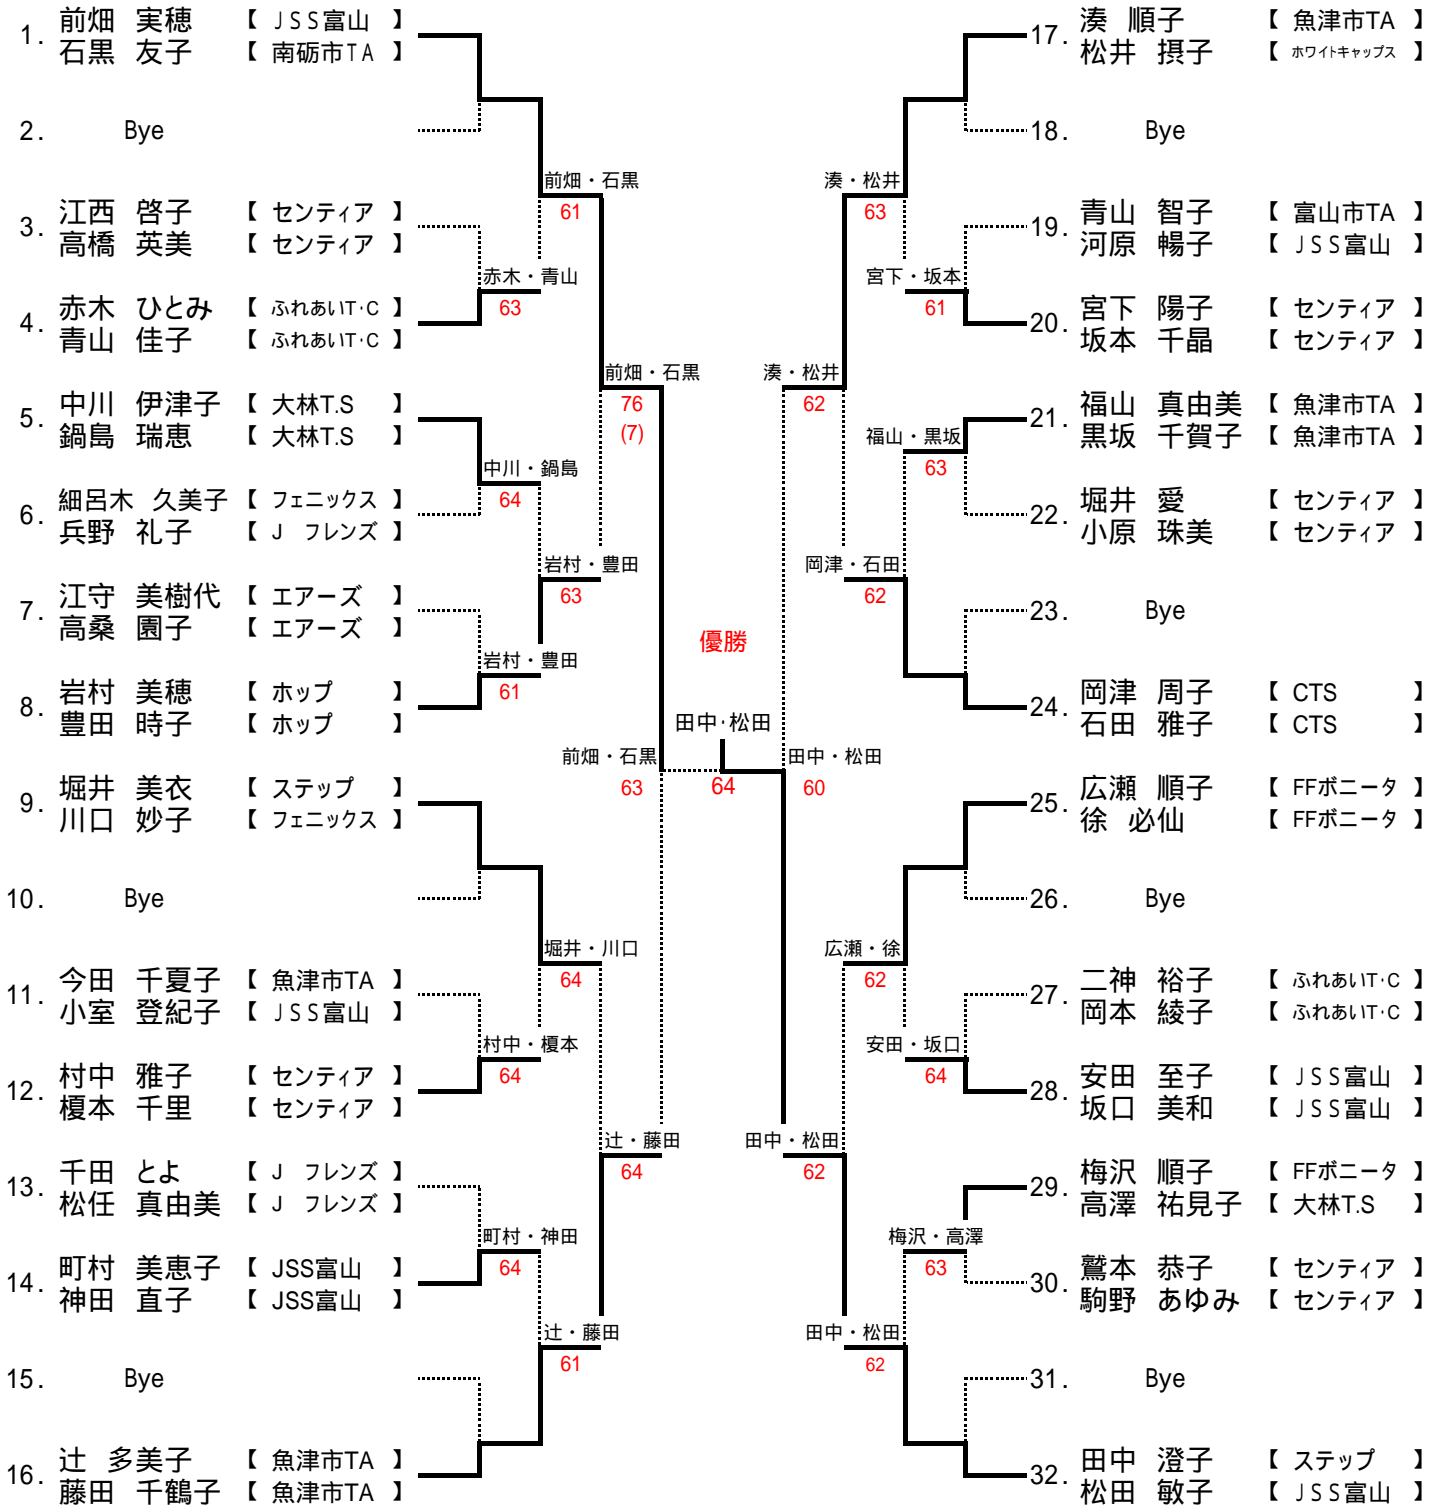 1. 前畑 実穂 【 ＪＳＳ富山 】
石黒 友子 【 南砺市ＴＡ 】
2. Bye
3. 江西 啓子 【 センティア 】
高橋 英美 【 センティア 】
4. 赤木 ひとみ 【 ふれあいT・C 】
青山 佳子 【 ふれあいT・C 】
5. 中川 伊津子 【 大林T.S 】
鍋島 瑞恵 【 大林T.S 】
6. 細呂木 久美子 【 フェニックス 】
兵野 礼子 【 J フレンズ 】
7. 江守 美樹代 【 エアーズ 】
高桑 園子 【 エアーズ 】
8. 岩村 美穂 【 ホップ 】
豊田 時子 【 ホップ 】
9. 堀井 美衣 【 ステップ 】
川口 妙子 【 フェニックス 】
10. Bye
11. 今田 千夏子 【 魚津市TA 】
小室 登紀子 【 ＪＳＳ富山 】
12. 村中 雅子 【 センティア 】
榎本 千里 【 センティア 】
13. 千田 とよ 【 J フレンズ 】
松任 真由美 【 J フレンズ 】
14. 町村 美恵子 【 JSS富山 】
神田 直子 【 JSS富山 】
15. Bye
16. 辻 多美子 【 魚津市TA 】
藤田 千鶴子 【 魚津市TA 】
赤木・青山
63
中川・鍋島
64
岩村・豊田
61
村中・榎本
64
町村・神田
64
前畑・石黒
61
岩村・豊田
63
堀井・川口
64
辻・藤田
61
前畑・石黒
76
(7)
辻・藤田
64
前畑・石黒
63
優勝
田中・松田
64
田中・松田
60
湊・松井
62
田中・松田
62
湊・松井
63
岡津・石田
62
広瀬・徐
62
田中・松田
62
宮下・坂本
61
福山・黒坂
63
安田・坂口
64
梅沢・高澤
63
17. 湊 順子 【 魚津市TA 】
松井 摂子 【 ホワイトキャップス 】
18. Bye
19. 青山 智子 【 富山市TA 】
河原 暢子 【 ＪＳＳ富山 】
20. 宮下 陽子 【 センティア 】
坂本 千晶 【 センティア 】
21. 福山 真由美 【 魚津市TA 】
黒坂 千賀子 【 魚津市TA 】
22. 堀井 愛 【 センティア 】
小原 珠美 【 センティア 】
23. Bye
24. 岡津 周子 【 CTS 】
石田 雅子 【 CTS 】
25. 広瀬 順子 【 FFボニータ 】
徐 必仙 【 FFボニータ 】
26. Bye
27. 二神 裕子 【 ふれあいT・C 】
岡本 綾子 【 ふれあいT・C 】
28. 安田 至子 【 ＪＳＳ富山 】
坂口 美和 【 ＪＳＳ富山 】
29. 梅沢 順子 【 FFボニータ 】
高澤 祐見子 【 大林T.S 】
30. 鷲本 恭子 【 センティア 】
駒野 あゆみ 【 センティア 】
31. Bye
32. 田中 澄子 【 ステップ 】
松田 敏子 【 ＪＳＳ富山 】